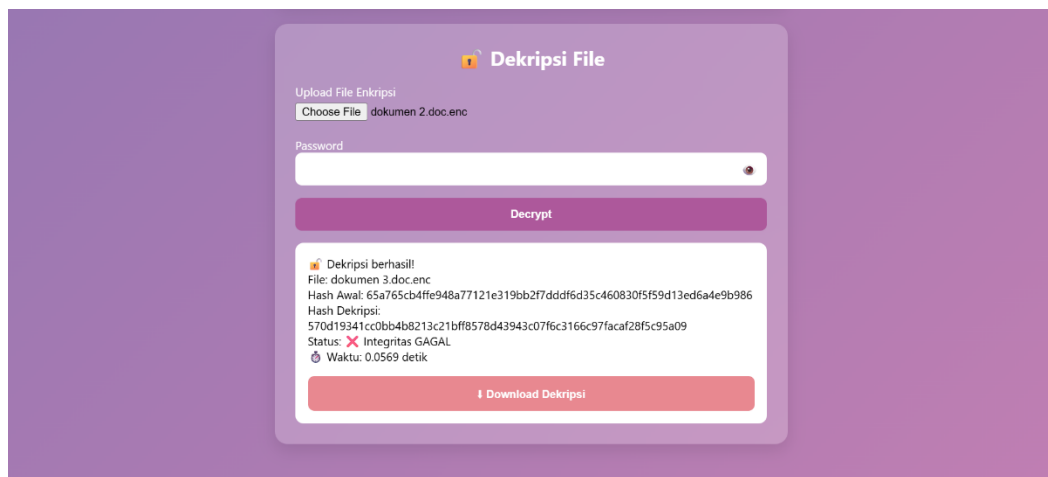 🔓 Dekripsi File
Upload File Enkripsi
Choose File dokumen 2.doc.enc
Password
Decrypt
🔓 Dekripsi berhasil!
File: dokumen 3.doc.enc
Hash Awal: 65a765cb4ffe948a77121e319bb2f7dddf6d35c460830f5f59d13ed6a4e9b986
Hash Dekripsi:
570d19341cc0bb4b8213c21bff8578d43943c07f6c3166c97facaf28f5c95a09
Status: ❌ Integritas GAGAL
⏱ Waktu: 0.0569 detik
⬇ Download Dekripsi